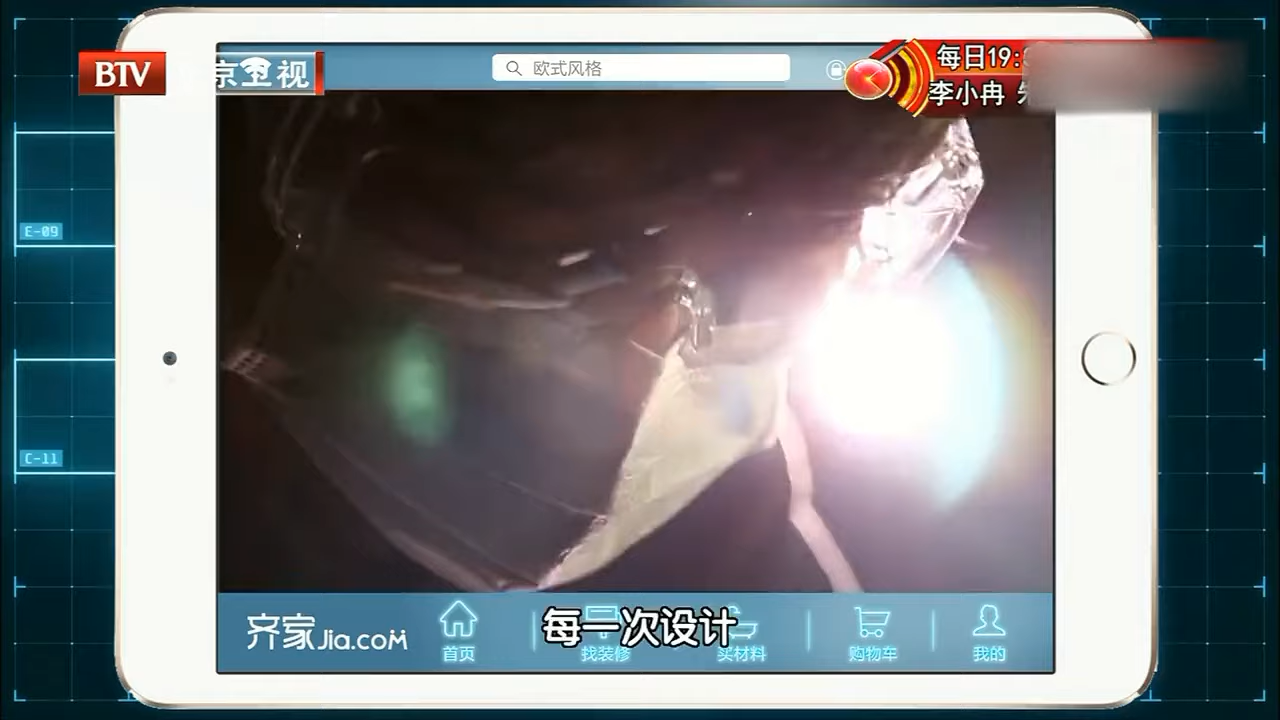 BTV
京卫视
欧式风格
每日19:
李小冉
E-09
C-11
齐家Jia.com
每一次设计
首页
找装修
买材料
购物车
我的